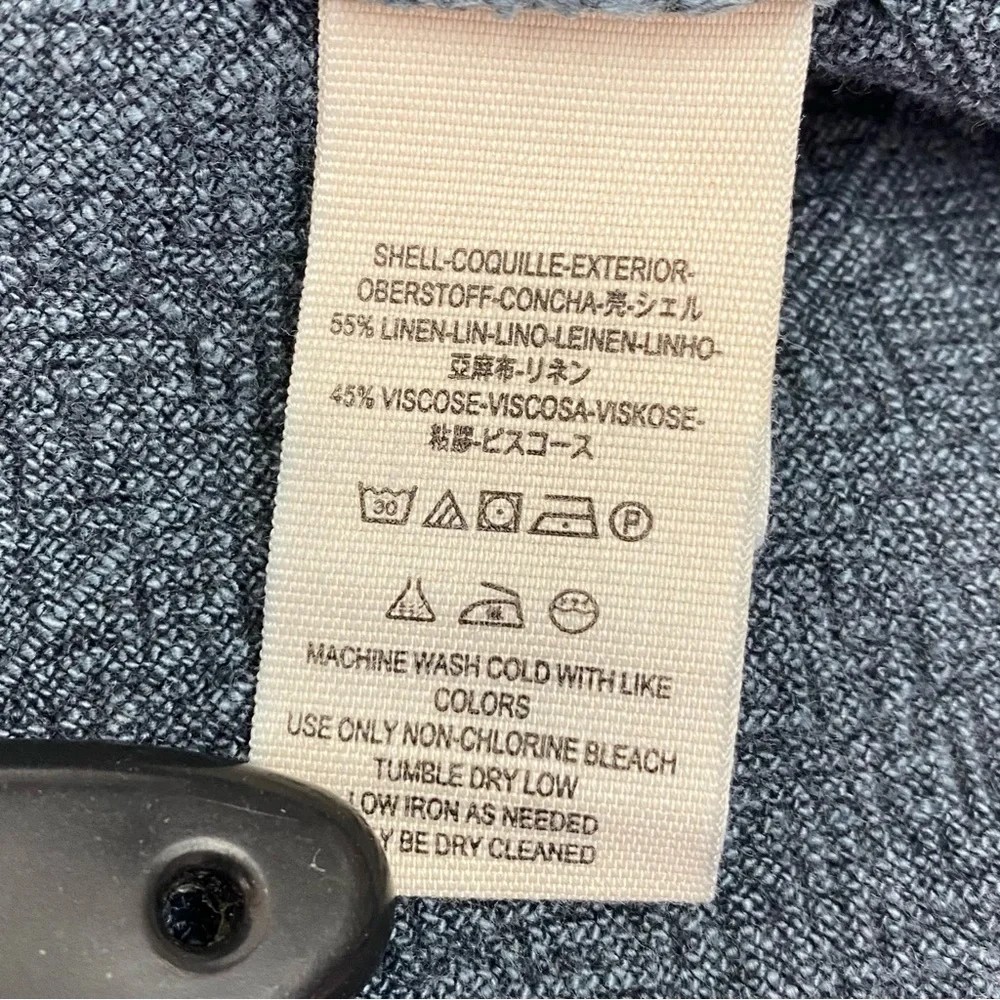 SHELL-COQUILLE-EXTERIOR-
OBERSTOFF-CONCHA-売-シエル
55% LINEN-LIN-LINO-LEINEN-LINHO-
亞麻布-リネン
45% VISCOSE-VISCOSA-VISKOSE-
粘膠-ビスコース
30 P
MACHINE WASH COLD WITH LIKE
COLORS
USE ONLY NON-CHLORINE BLEACH
TUMBLE DRY LOW
LOW IRON AS NEEDED
Y BE DRY CLEANED